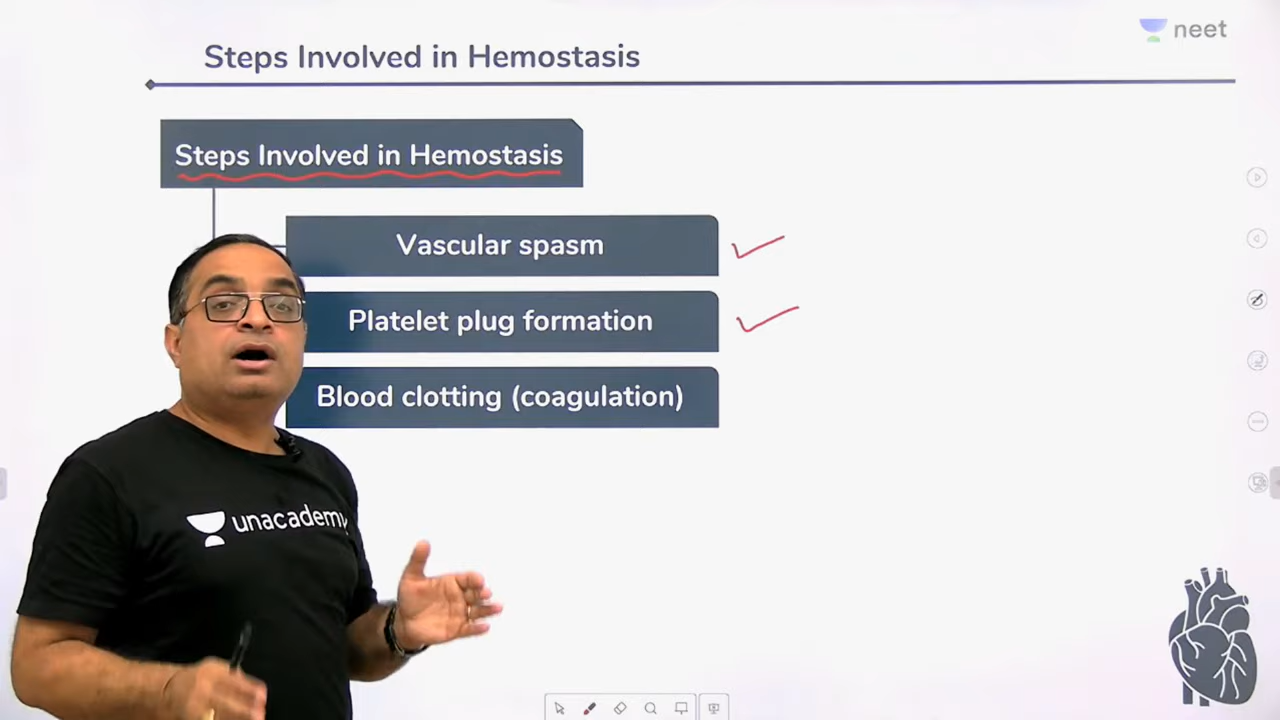 neet
Steps Involved in Hemostasis
Steps Involved in Hemostasis
Vascular spasm
Platelet plug formation
Blood clotting (coagulation)
unacademy